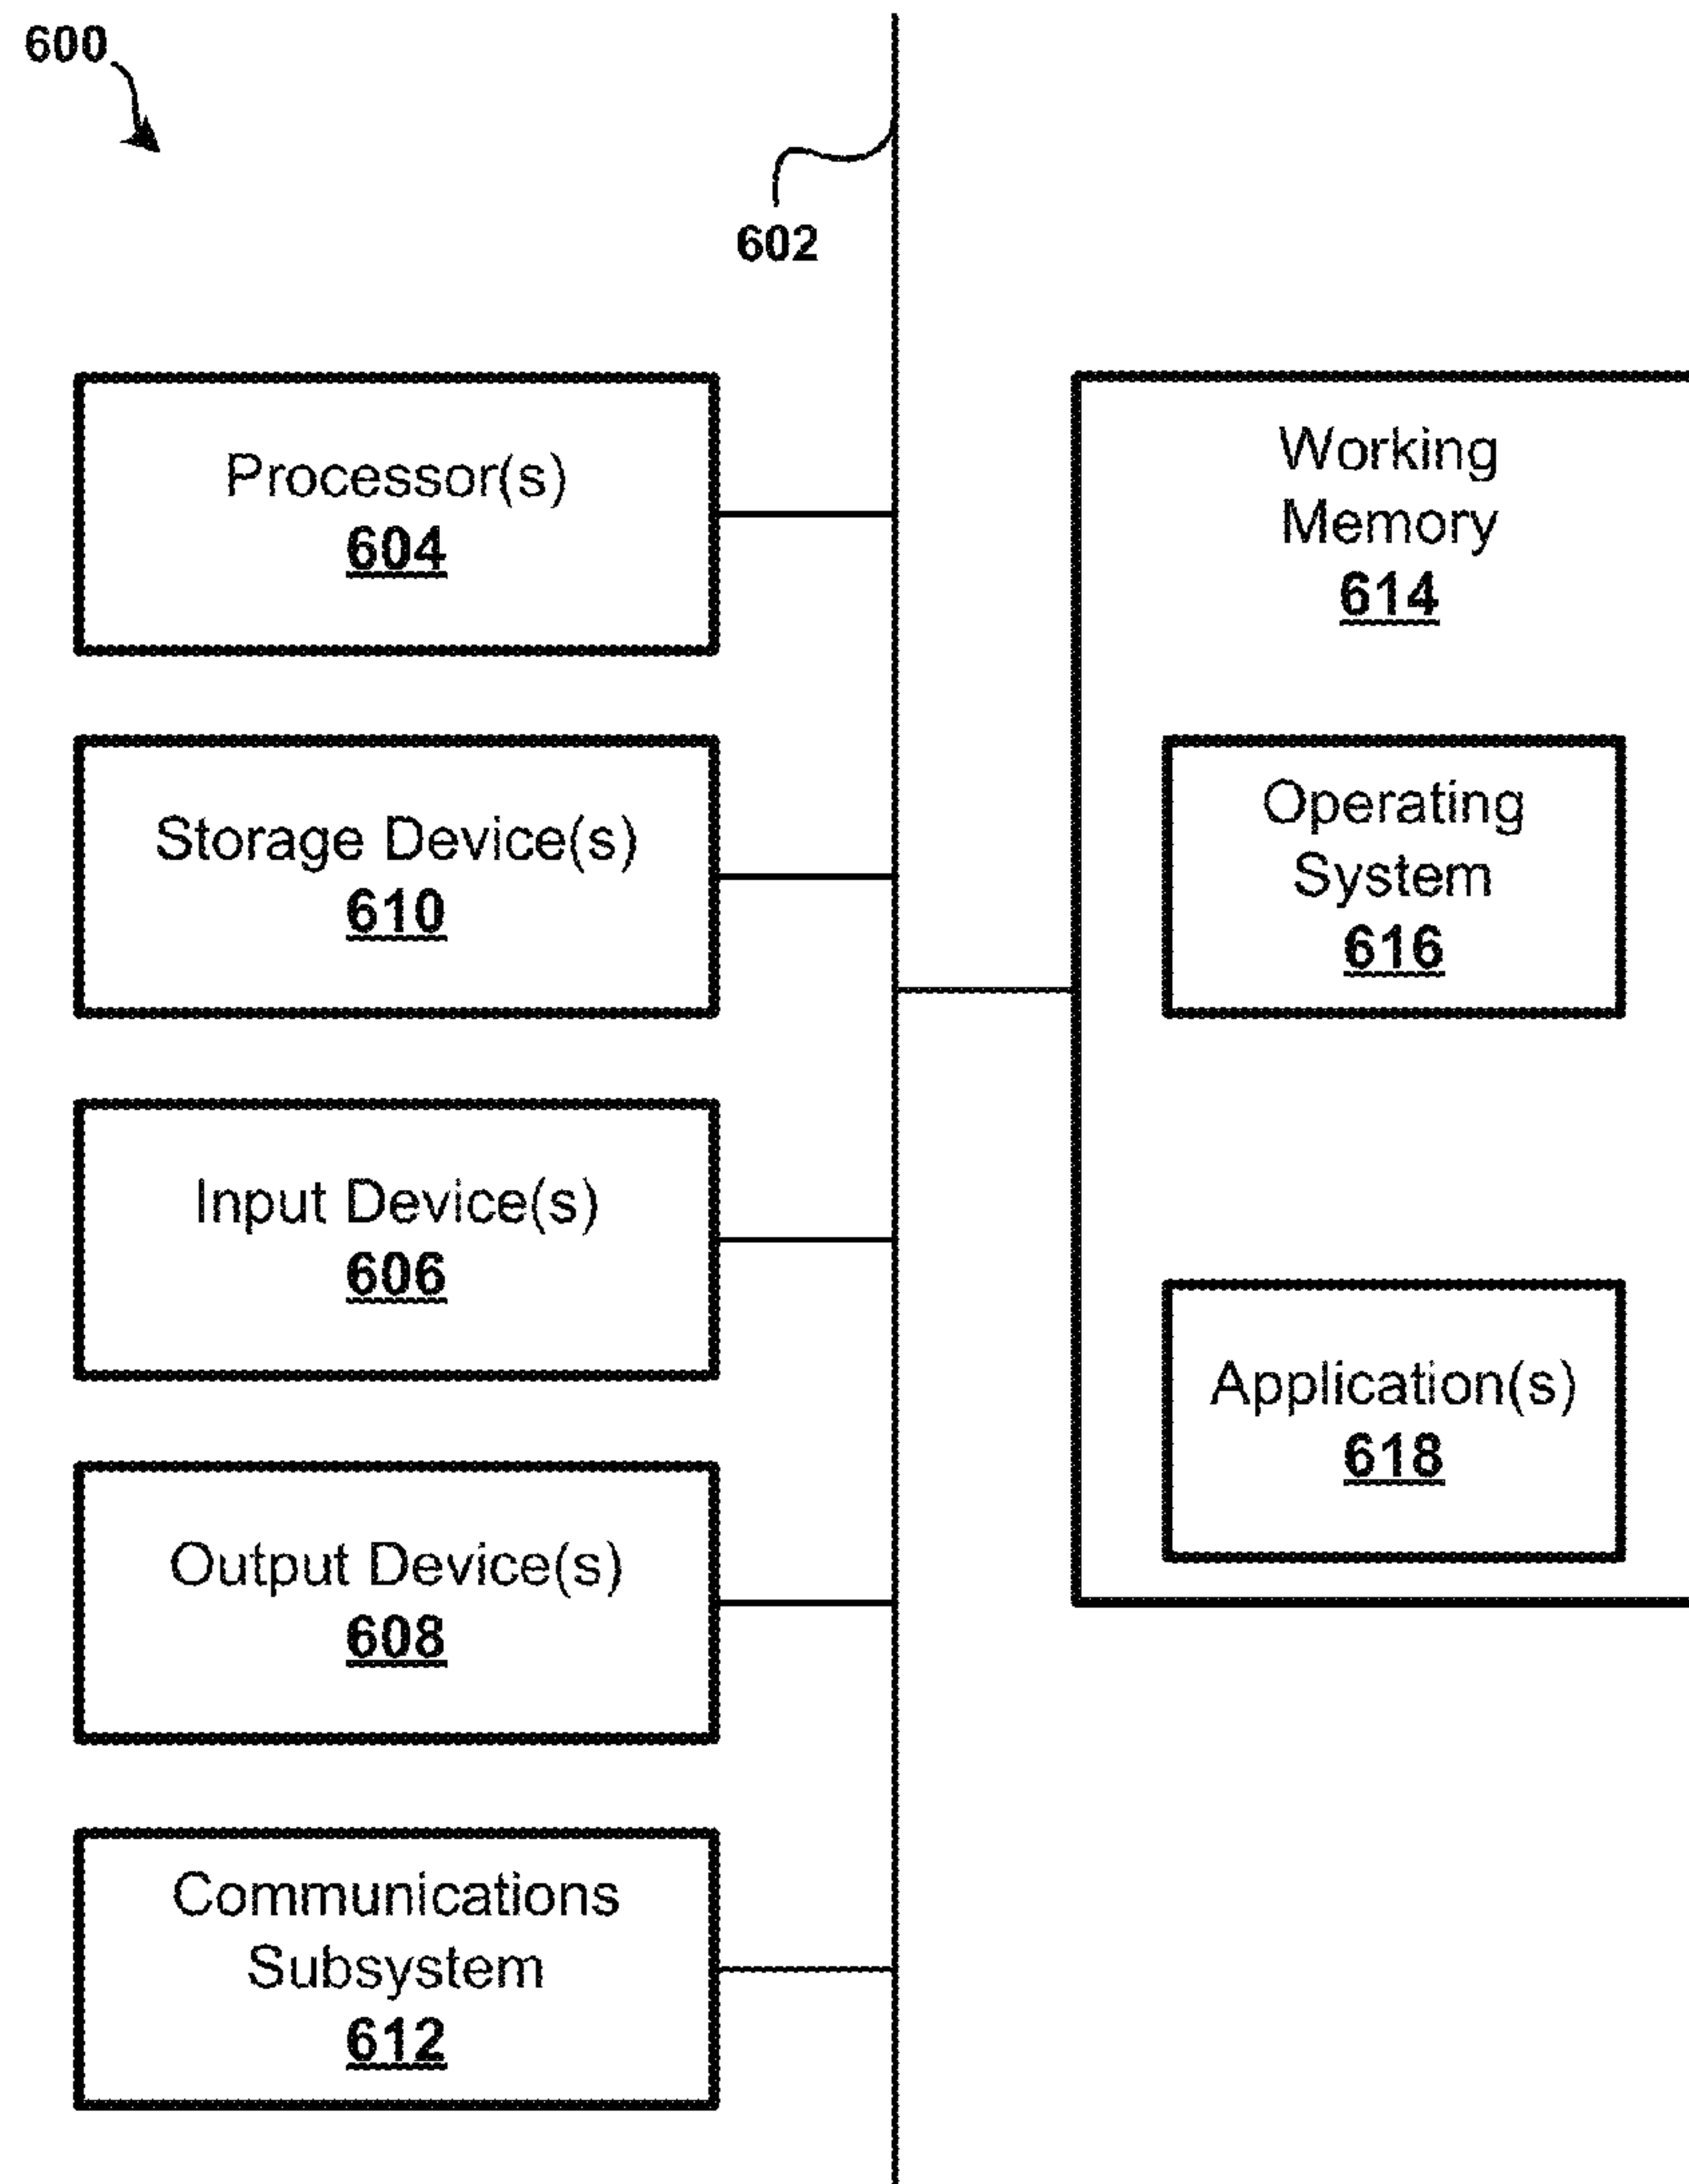 600
602
Processor(s)
604
Storage Device(s)
610
Input Device(s)
606
Output Device(s)
608
Communications
Subsystem
612
Working
Memory
614
Operating
System
616
Application(s)
618